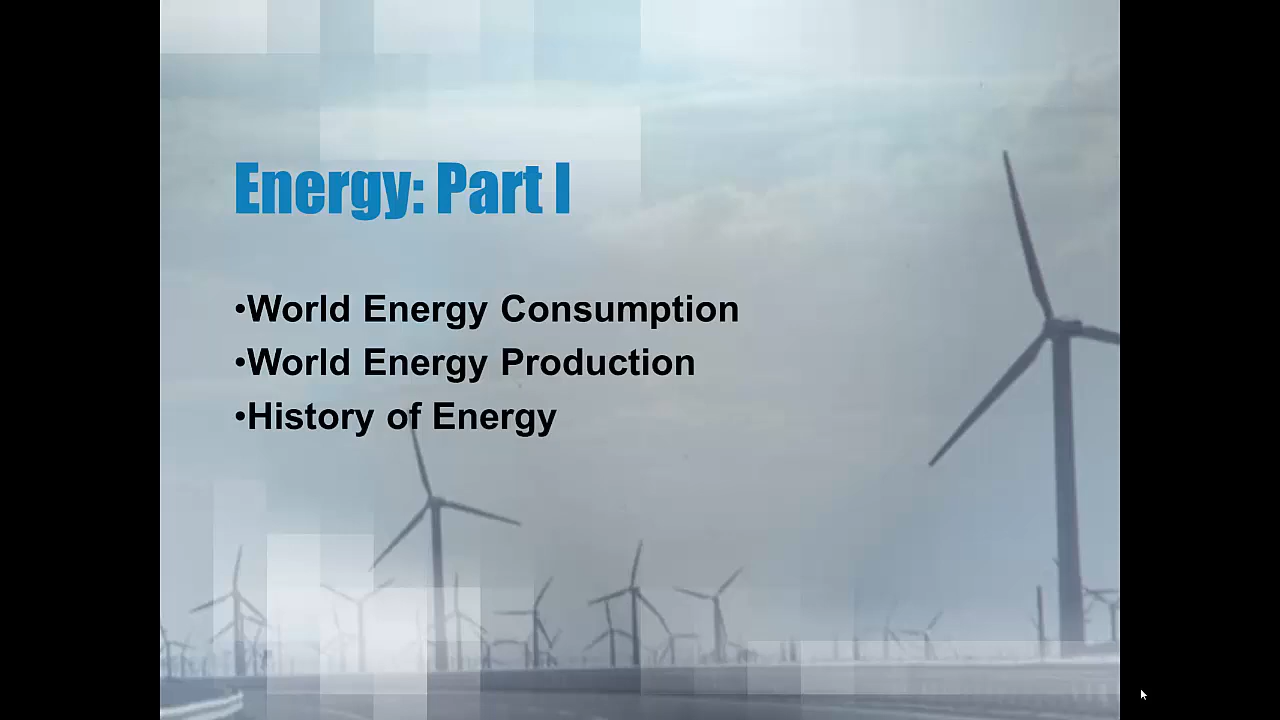 Energy: Part I
•World Energy Consumption
•World Energy Production
•History of Energy